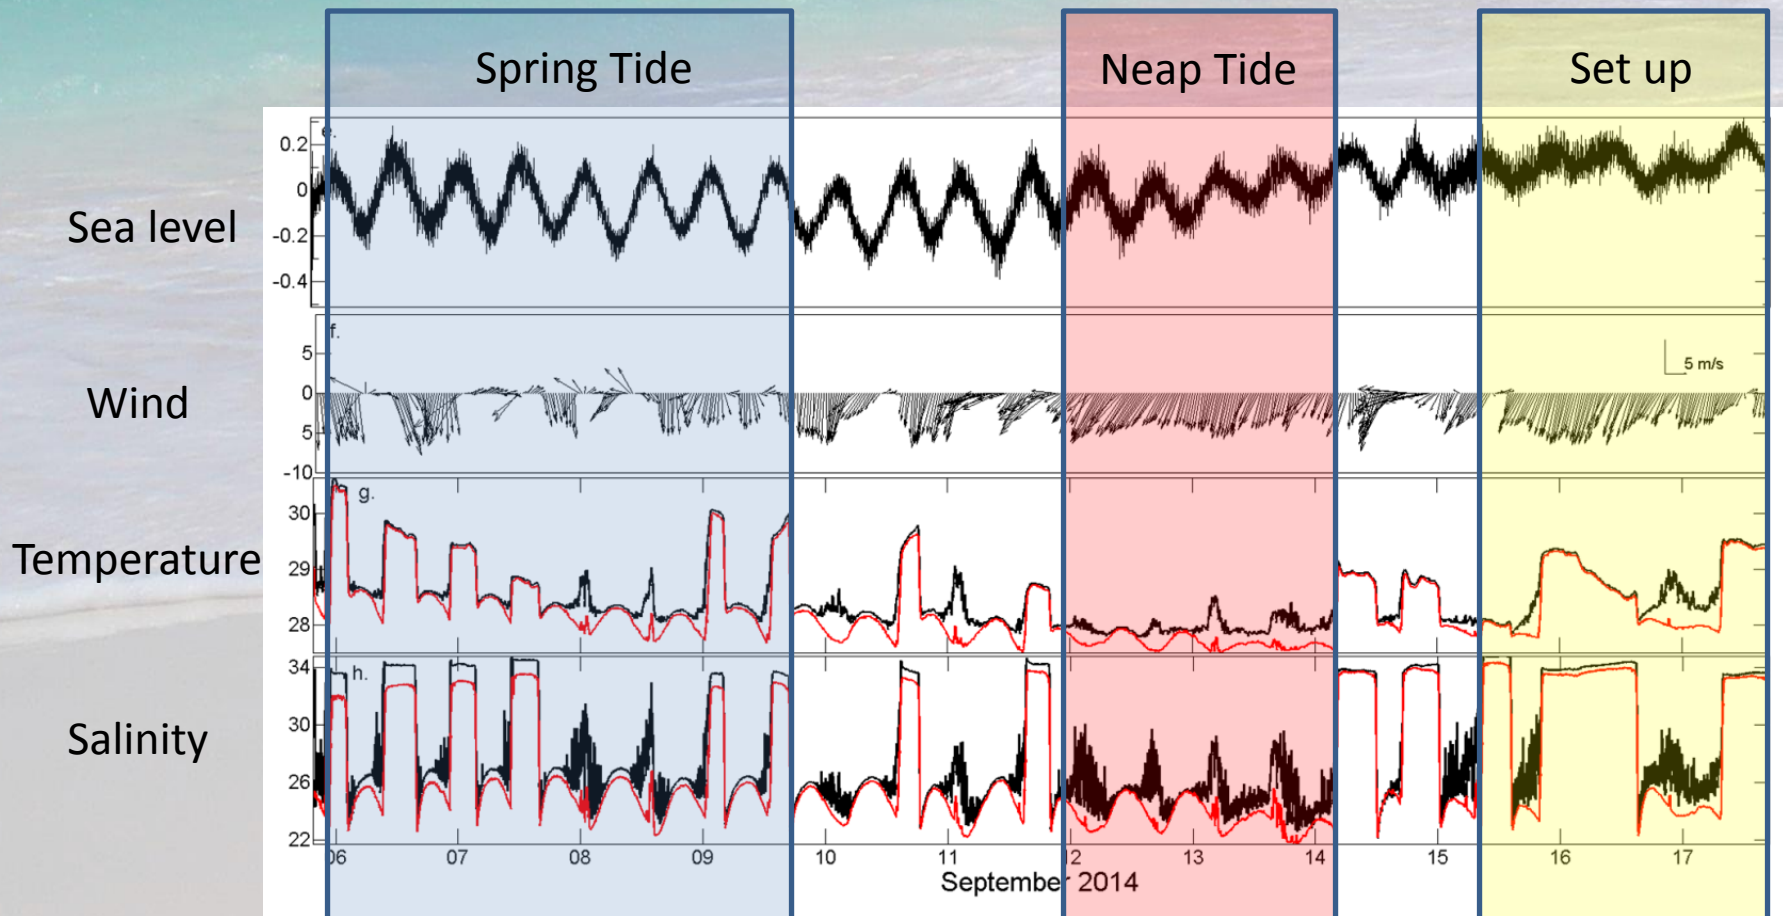 Spring Tide
Neap Tide
Set up
Sea level
e.
0.2
0
-0.2
-0.4
Wind
f.
5
0
5
-10
5 m/s
Temperature
g.
30
29
28
Salinity
h.
34
30
26
22
06 07 08 09 10 11 12 13 14 15 16 17
September 2014